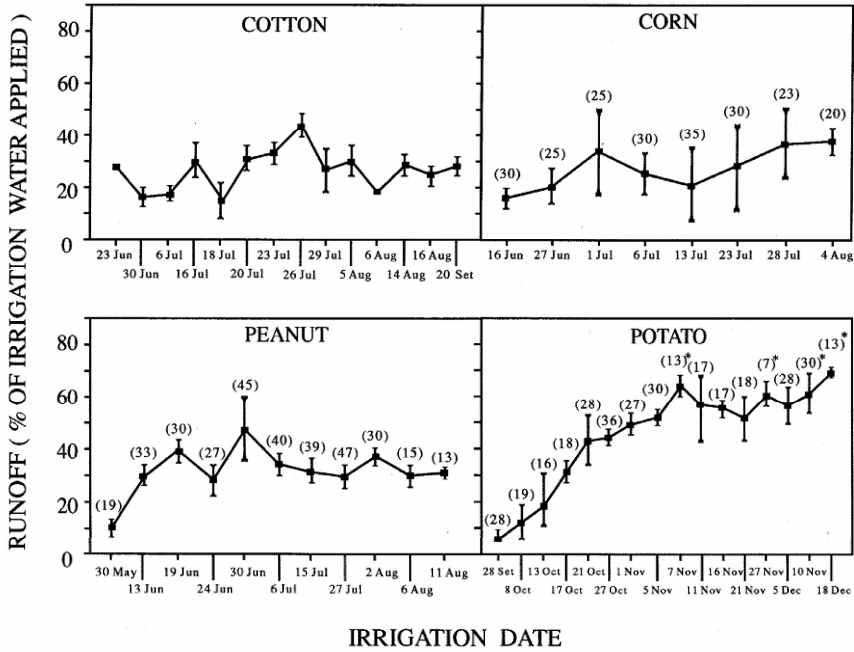 RUNOFF ( % OF IRRIGATION WATER APPLIED )
80
60
40
20
0
COTTON
23 Jun 6 Jul 18 Jul 23 Jul 29 Jul 6 Aug 16 Aug
30 Jun 16 Jul 20 Jul 26 Jul 5 Aug 14 Aug 20 Set
CORN
(30) (25) (25) (30) (35) (30) (23) (20)
16 Jun 27 Jun 1 Jul 6 Jul 13 Jul 23 Jul 28 Jul 4 Aug
80
60
40
20
0
PEANUT
(19) (33) (30) (27) (45) (40) (39) (47) (30) (15) (13)
30 May 19 Jun 30 Jun 15 Jul 2 Aug 11 Aug
13 Jun 24 Jun 6 Jul 27 Jul 6 Aug
POTATO
(28) (19) (16) (18) (28) (36) (27) (30) (13)* (17) (17) (18) (7)* (28) (30)* (13)*
28 Set 13 Oct 21 Oct 1 Nov 7 Nov 16 Nov 27 Nov 10 Nov
8 Oct 17 Oct 27 Oct 5 Nov 11 Nov 21 Nov 5 Dec 18 Dec
IRRIGATION DATE